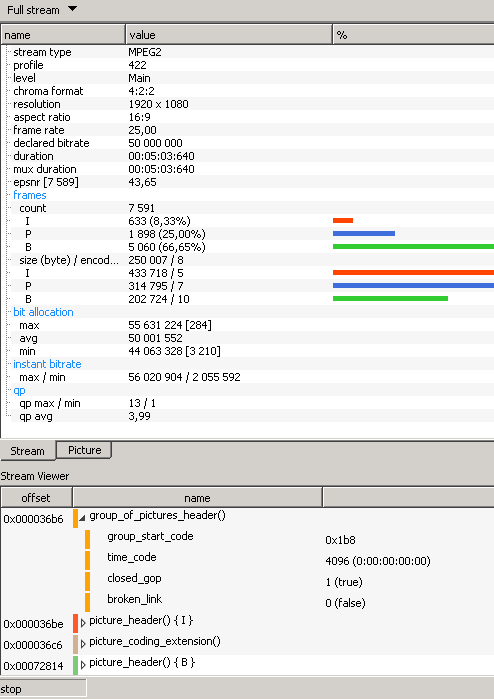 Full stream
name value %
stream type MPEG2
profile 422
level Main
chroma format 4:2:2
resolution 1920 x 1080
aspect ratio 16:9
frame rate 25,00
declared bitrate 50 000 000
duration 00:05:03:640
mux duration 00:05:03:640
epsnr [7 589] 43,65
frames
count 7 591
I 633 (8,33%)
P 1 898 (25,00%)
B 5 060 (66,65%)
size (byte) / encod... 250 007 / 8
I 433 718 / 5
P 314 795 / 7
B 202 724 / 10
bit allocation
max 55 631 224 [284]
avg 50 001 552
min 44 063 328 [3 210]
instant bitrate
max / min 56 020 904 / 2 055 592
qp
qp max / min 13 / 1
qp avg 3,99
Stream Picture
Stream Viewer
offset name
0x000036b6 group_of_pictures_header()
group_start_code 0x1b8
time_code 4096 (0:00:00:00:00)
closed_gop 1 (true)
broken_link 0 (false)
0x000036be picture_header() { I }
0x000036c6 picture_coding_extension()
0x00072814 picture_header() { B }
stop